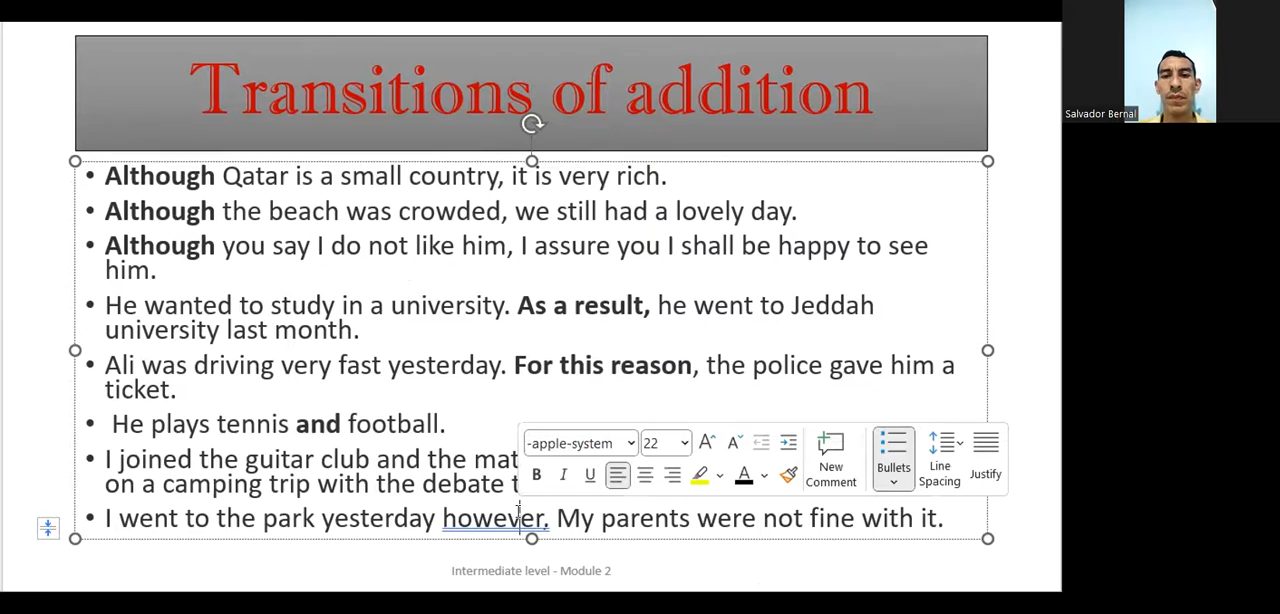 Transitions of addition
Salvador Bernal
• Although Qatar is a small country, it is very rich.
• Although the beach was crowded, we still had a lovely day.
• Although you say I do not like him, I assure you I shall be happy to see
him.
• He wanted to study in a university. As a result, he went to Jeddah
university last month.
• Ali was driving very fast yesterday. For this reason, the police gave him a
ticket.
• He plays tennis and football.
• I joined the guitar club and the mat
on a camping trip with the debate t
-apple-system 22
New
Comment
Bullets
Line
Spacing
Justify
B I U A
• I went to the park yesterday however. My parents were not fine with it.
Intermediate level - Module 2